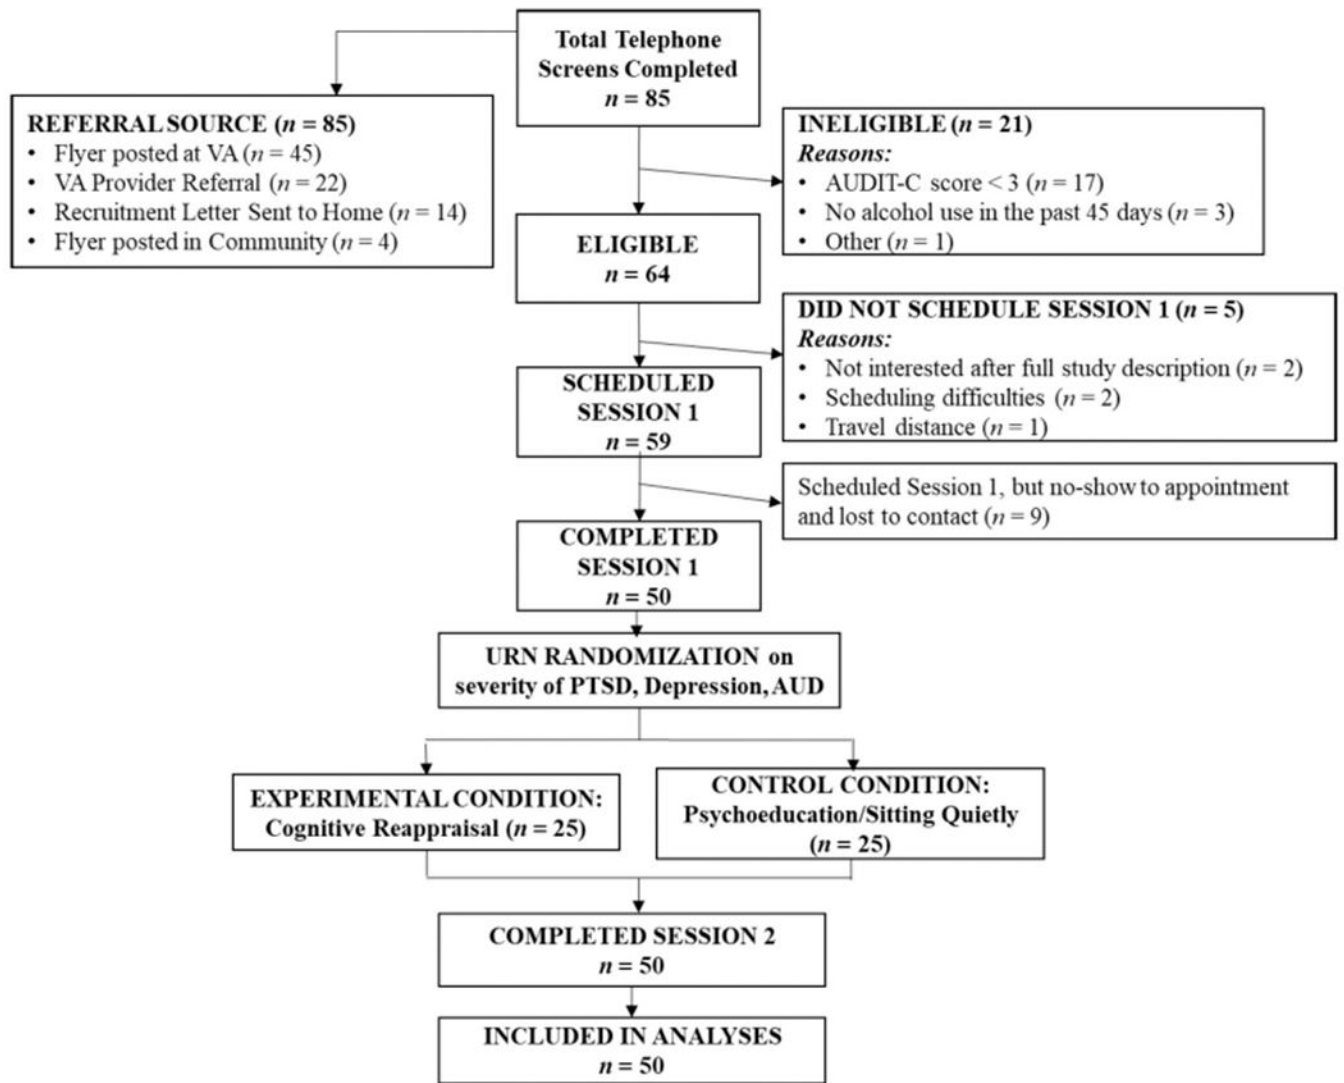 Total Telephone
Screens Completed
n = 85
REFERRAL SOURCE (n = 85)
• Flyer posted at VA (n = 45)
• VA Provider Referral (n = 22)
• Recruitment Letter Sent to Home (n = 14)
• Flyer posted in Community (n = 4)
INELIGIBLE (n = 21)
Reasons:
• AUDIT-C score < 3 (n = 17)
• No alcohol use in the past 45 days (n = 3)
• Other (n = 1)
ELIGIBLE
n = 64
DID NOT SCHEDULE SESSION 1 (n = 5)
Reasons:
• Not interested after full study description (n = 2)
• Scheduling difficulties (n = 2)
• Travel distance (n = 1)
SCHEDULED
SESSION 1
n = 59
Scheduled Session 1, but no-show to appointment
and lost to contact (n = 9)
COMPLETED
SESSION 1
n = 50
URN RANDOMIZATION on
severity of PTSD, Depression, AUD
EXPERIMENTAL CONDITION:
Cognitive Reappraisal (n = 25)
CONTROL CONDITION:
Psychoeducation/Sitting Quietly
(n = 25)
COMPLETED SESSION 2
n = 50
INCLUDED IN ANALYSES
n = 50